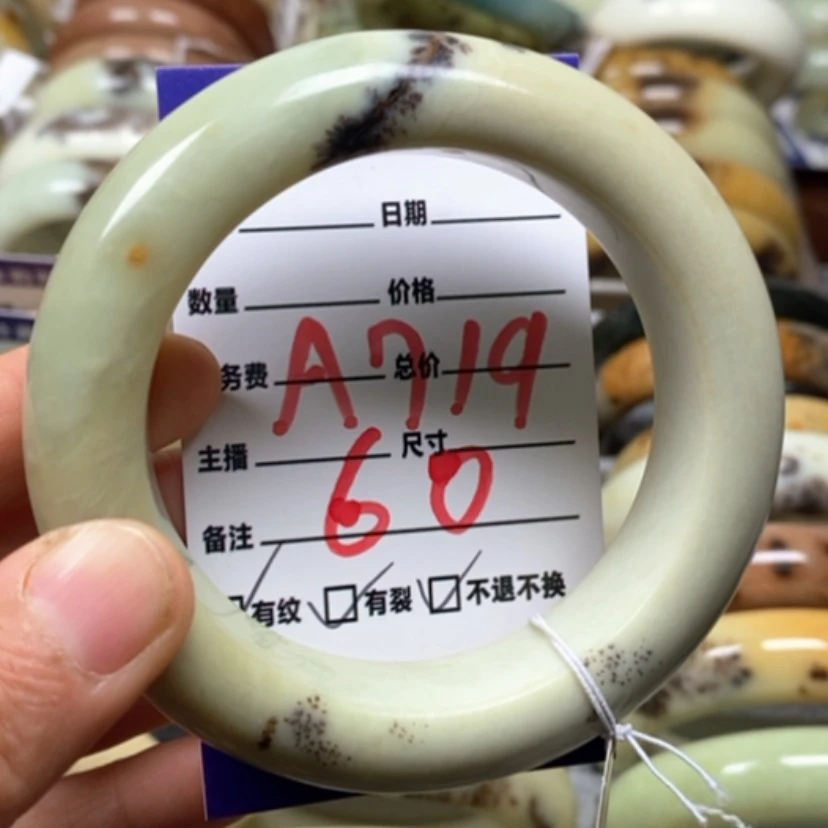 日期
数量 价格
务费 总价
A719
主播 尺寸
60
备注
有纹 有裂 不退不换